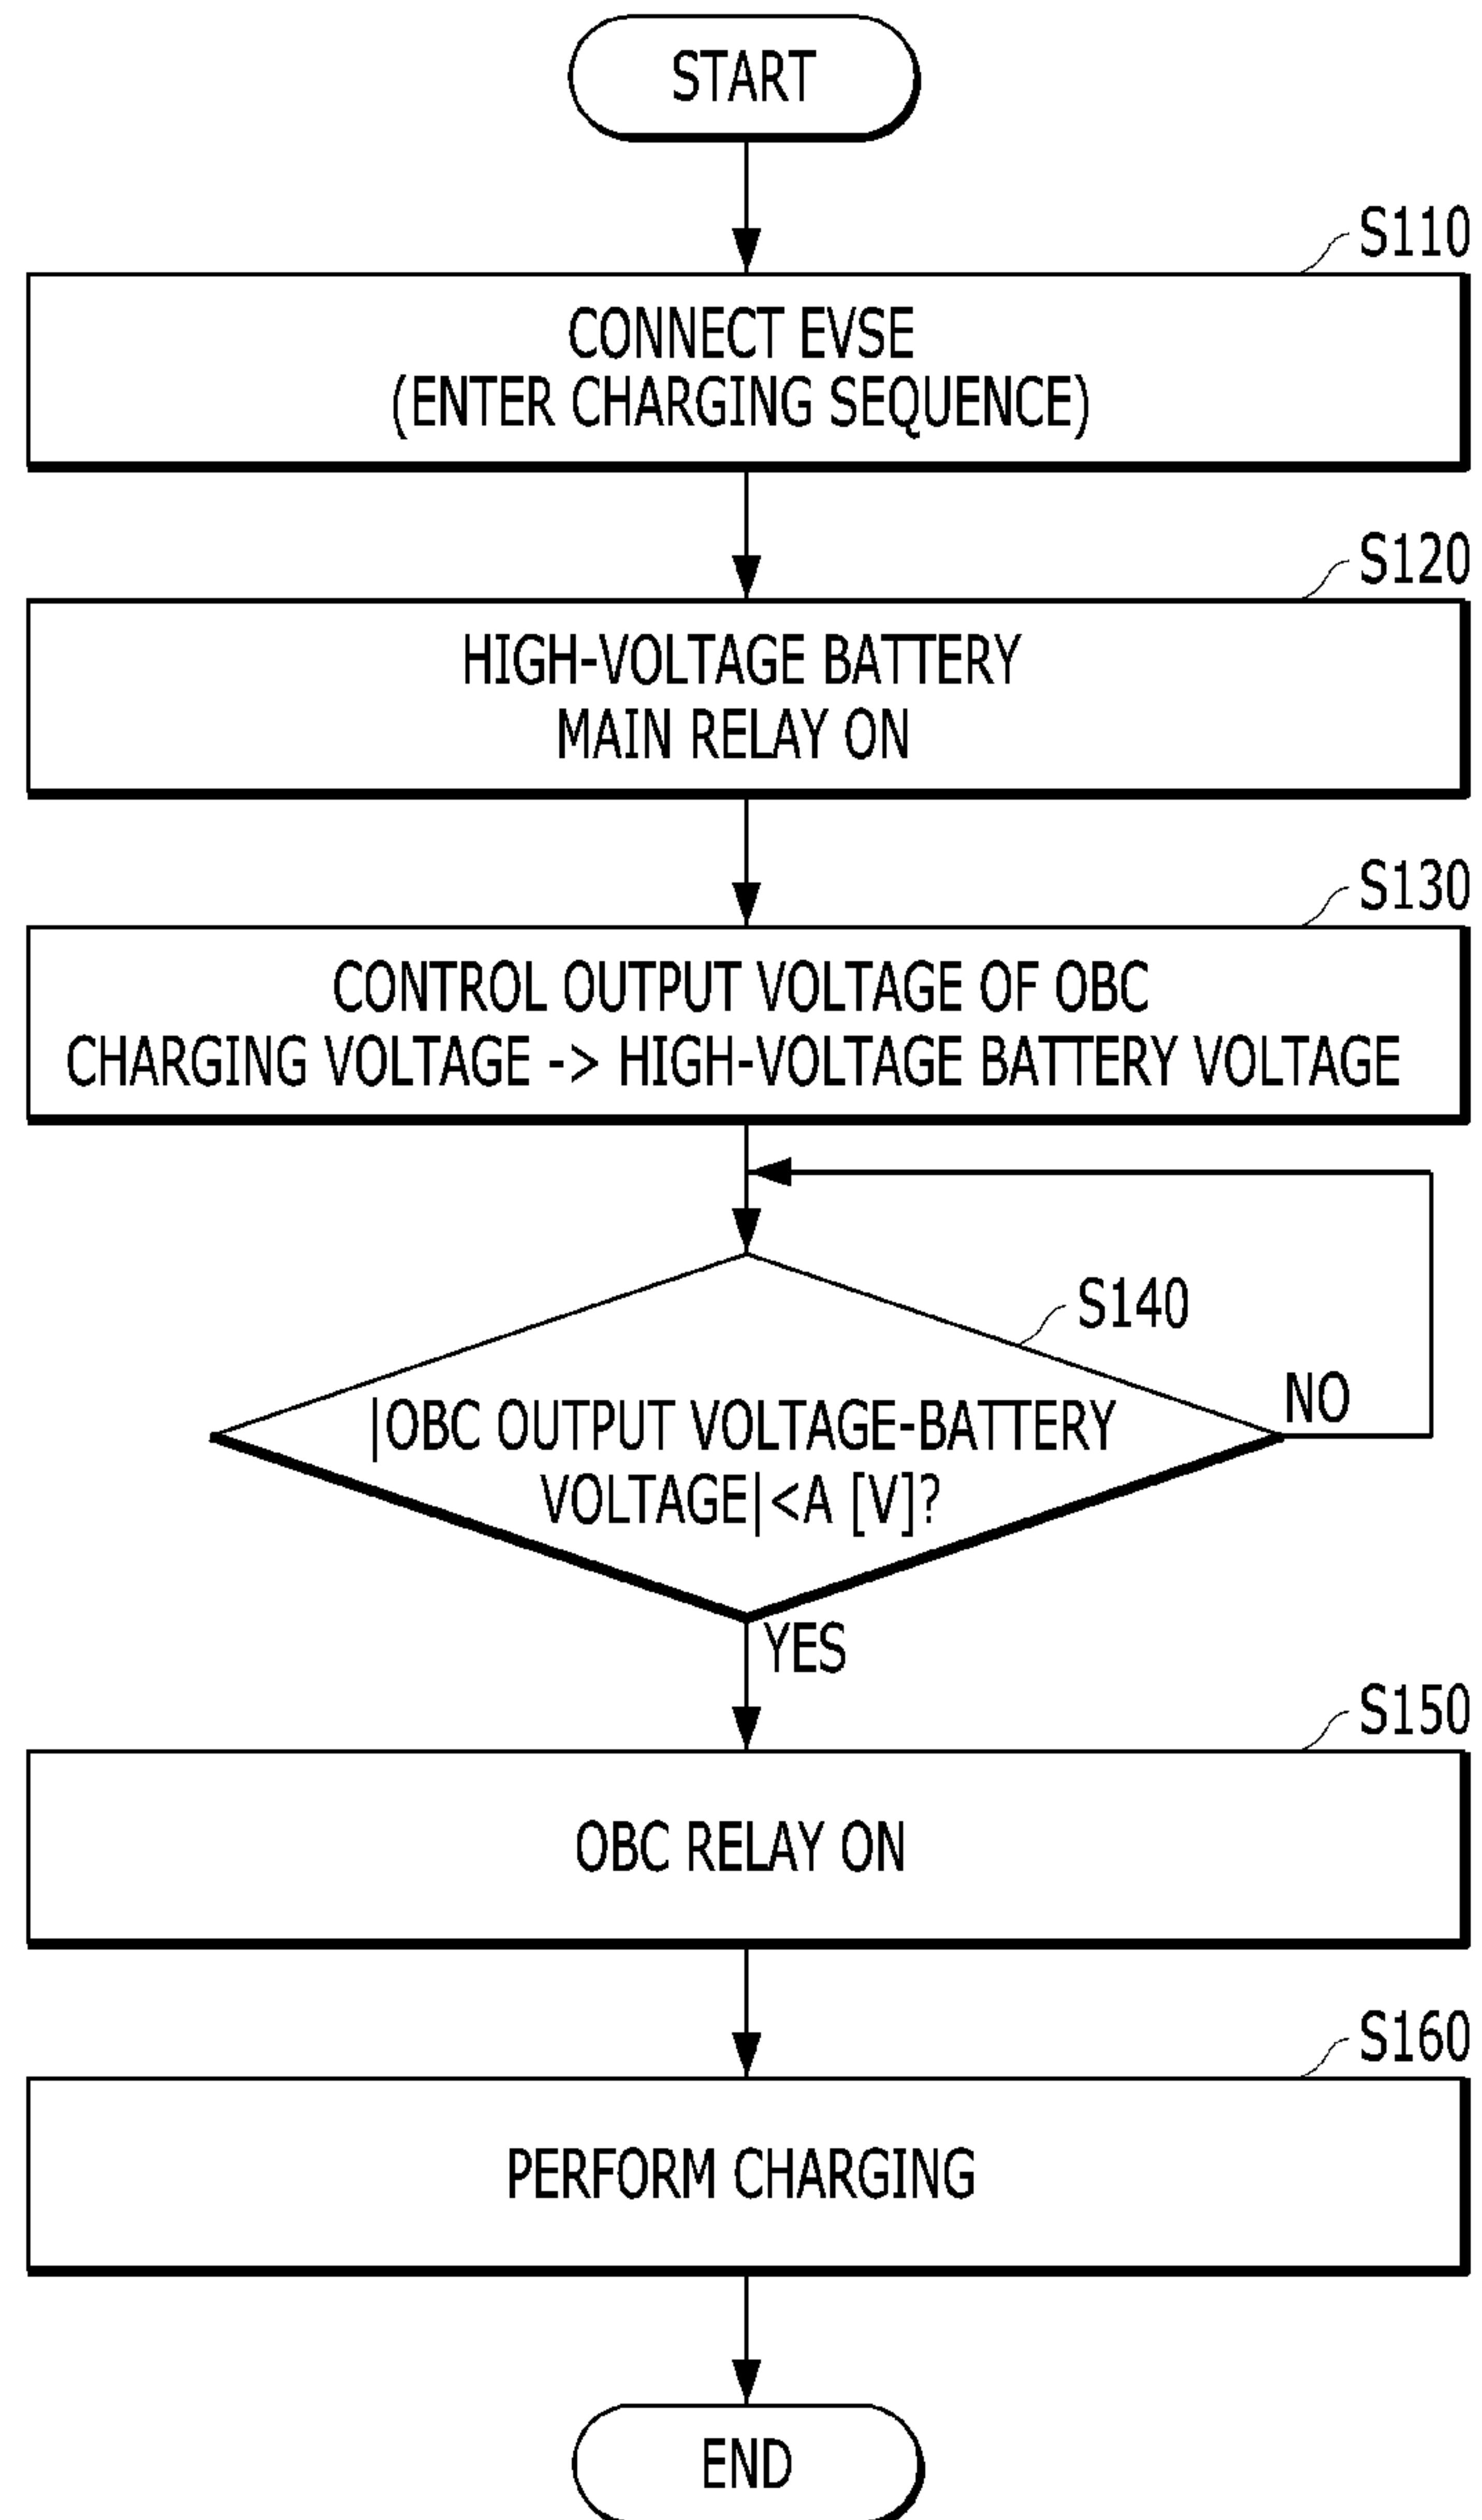 START
S110
CONNECT EVSE
(ENTER CHARGING SEQUENCE)
S120
HIGH-VOLTAGE BATTERY
MAIN RELAY ON
S130
CONTROL OUTPUT VOLTAGE OF OBC
CHARGING VOLTAGE -> HIGH-VOLTAGE BATTERY VOLTAGE
S140
|OBC OUTPUT VOLTAGE-BATTERY
VOLTAGE|<A [V]?
NO
YES
S150
OBC RELAY ON
S160
PERFORM CHARGING
END